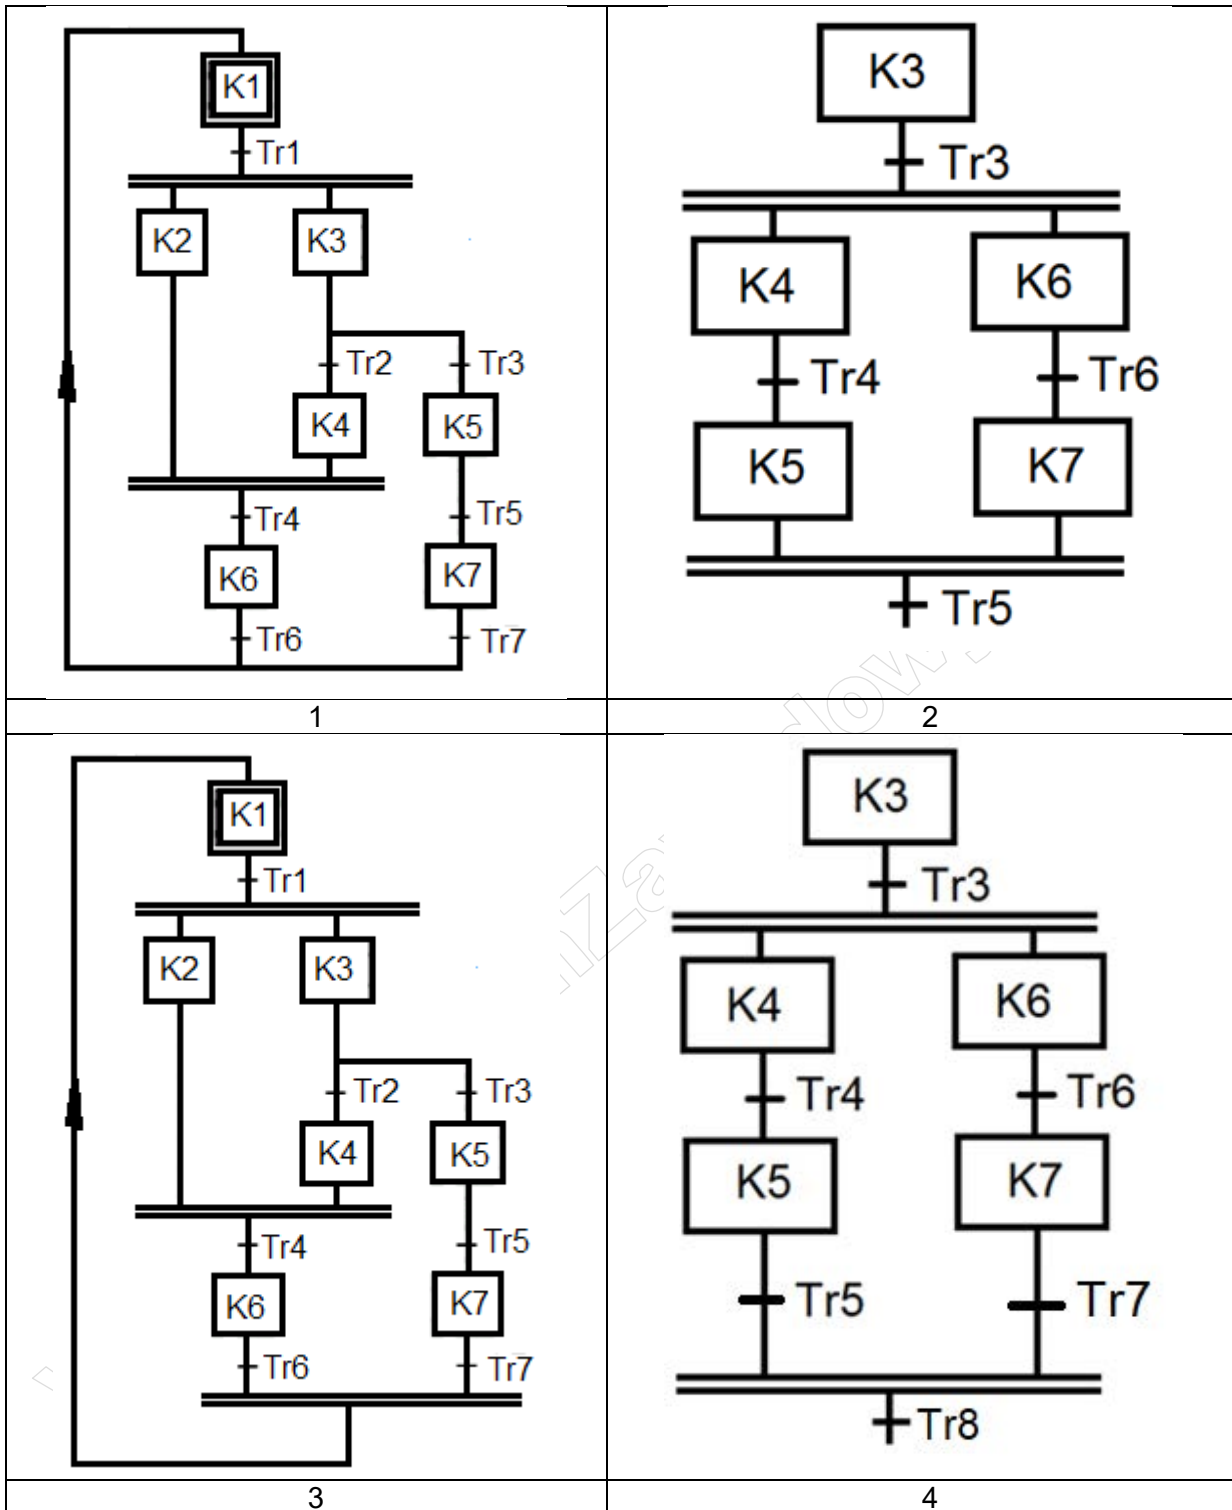 K1
Tr1
K2 K3
Tr2 Tr3
K4 K5
Tr4 Tr5
K6 K7
Tr6 Tr7
1
K3
Tr3
K4 K6
Tr4 Tr6
K5 K7
Tr5
2
K1
Tr1
K2 K3
Tr2 Tr3
K4 K5
Tr4 Tr5
K6 K7
Tr6 Tr7
3
K3
Tr3
K4 K6
Tr4 Tr6
K5 K7
Tr5 Tr7
Tr8
4